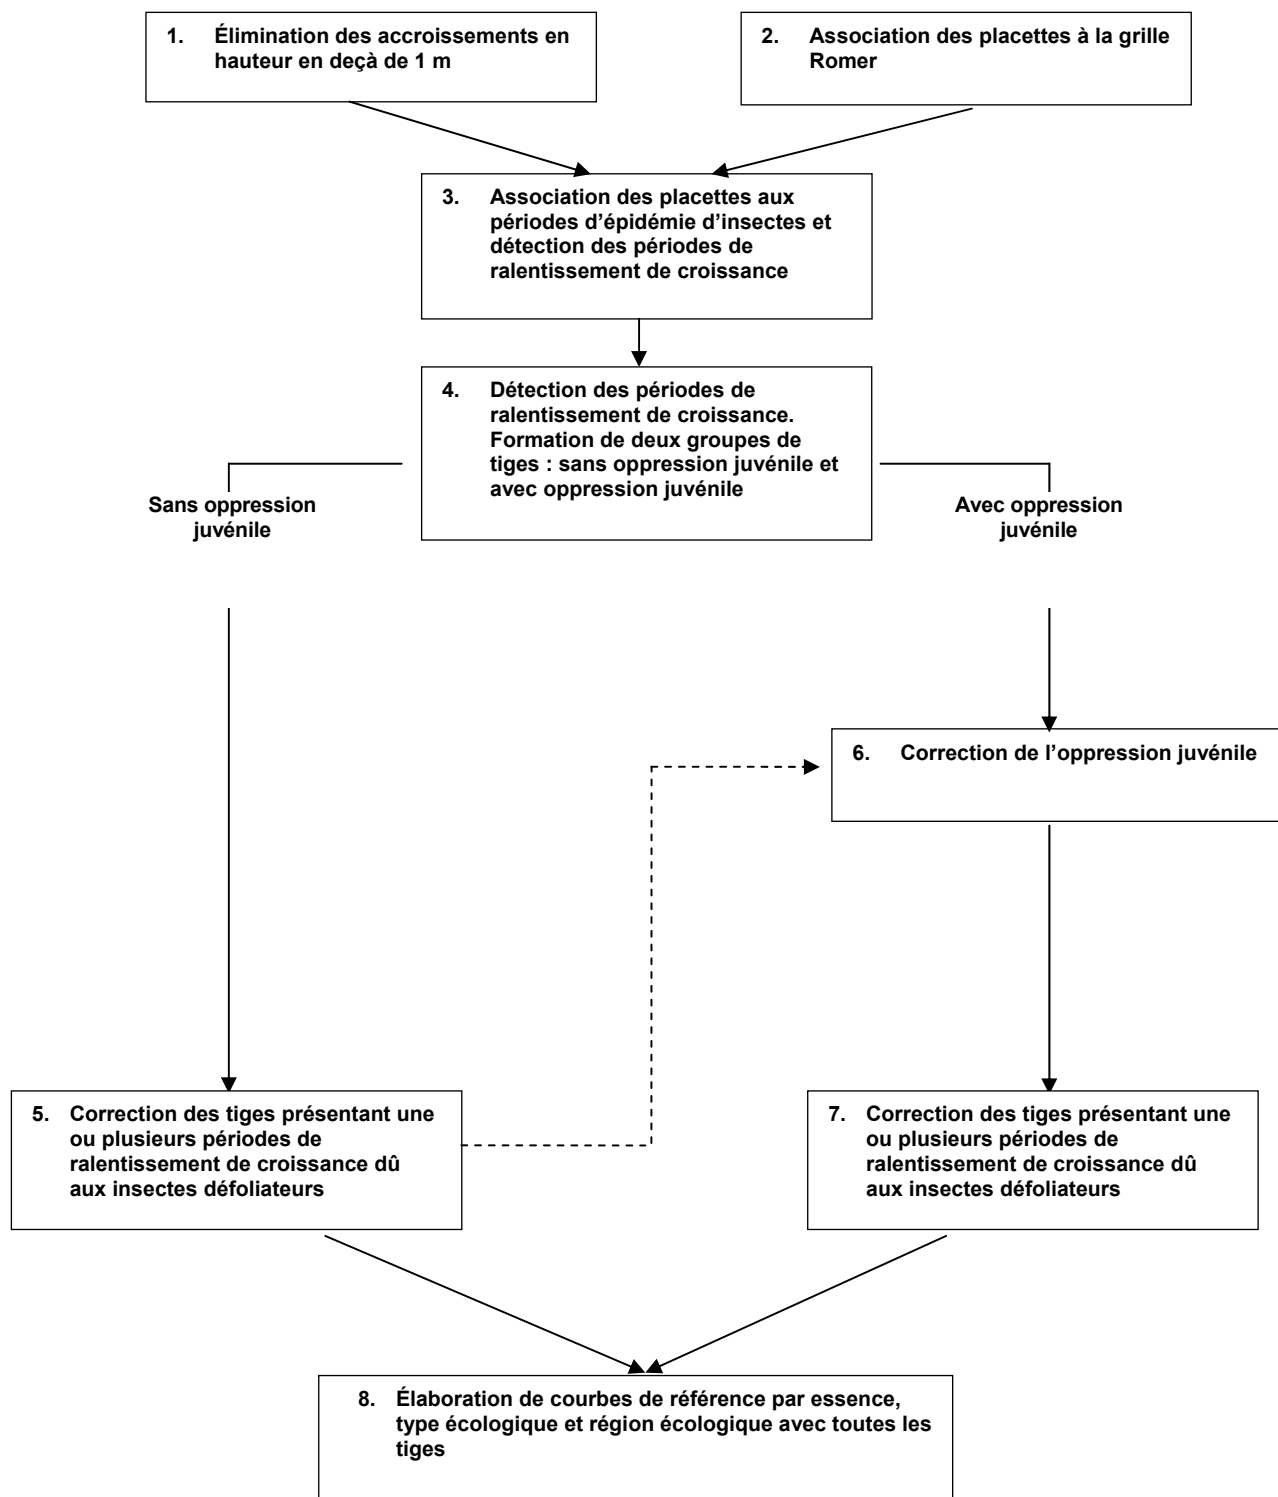 1. Élimination des accroissements en
hauteur en deçà de 1 m
2. Association des placettes à la grille
Romer
3. Association des placettes aux
périodes d’épidémie d’insectes et
détection des périodes de
ralentissement de croissance
4. Détection des périodes de
ralentissement de croissance.
Formation de deux groupes de
tiges : sans oppression juvénile et
avec oppression juvénile
Sans oppression
juvénile
Avec oppression
juvénile
6. Correction de l’oppression juvénile
5. Correction des tiges présentant une
ou plusieurs périodes de
ralentissement de croissance dû
aux insectes défoliateurs
7. Correction des tiges présentant une
ou plusieurs périodes de
ralentissement de croissance dû
aux insectes défoliateurs
8. Élaboration de courbes de référence par essence,
type écologique et région écologique avec toutes les
tiges